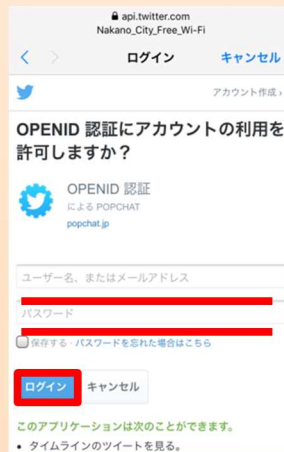 api.twitter.com
Nakano_City_Free_Wi-Fi
ログイン
キャンセル
アカウント作成 ›
OPENID 認証にアカウントの利用を
許可しますか？
OPENID 認証
による POPCHAT
popchat.jp
ユーザー名、またはメールアドレス
パスワード
保存する · パスワードを忘れた場合はこちら
ログイン キャンセル
このアプリケーションは次のことができます。
• タイムラインのツイートを見る。